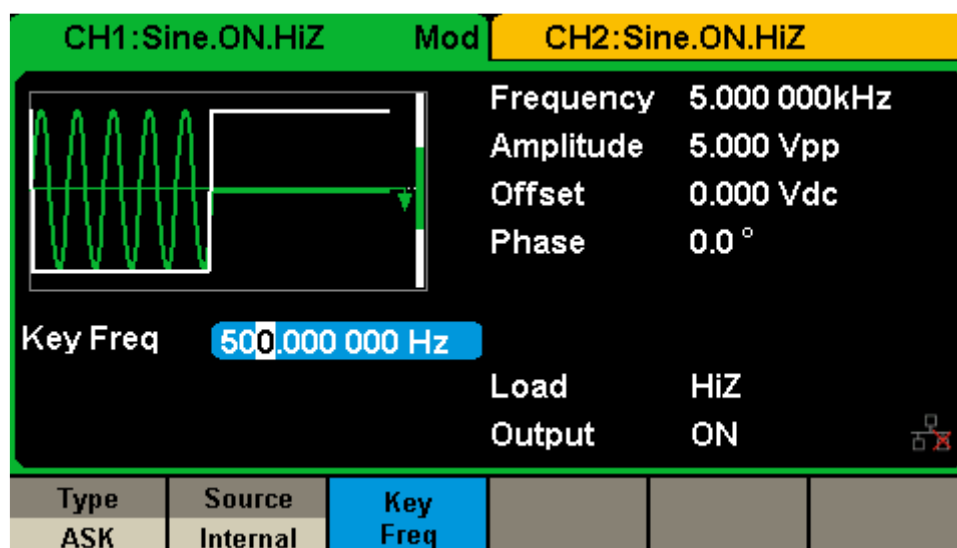 CH1:Sine.ON.HiZ Mod CH2:Sine.ON.HiZ
Frequency 5.000 000kHz
Amplitude 5.000 Vpp
Offset 0.000 Vdc
Phase 0.0 °
Key Freq 500.000 000 Hz
Load HiZ
Output ON
Type Source Key
ASK Internal Freq